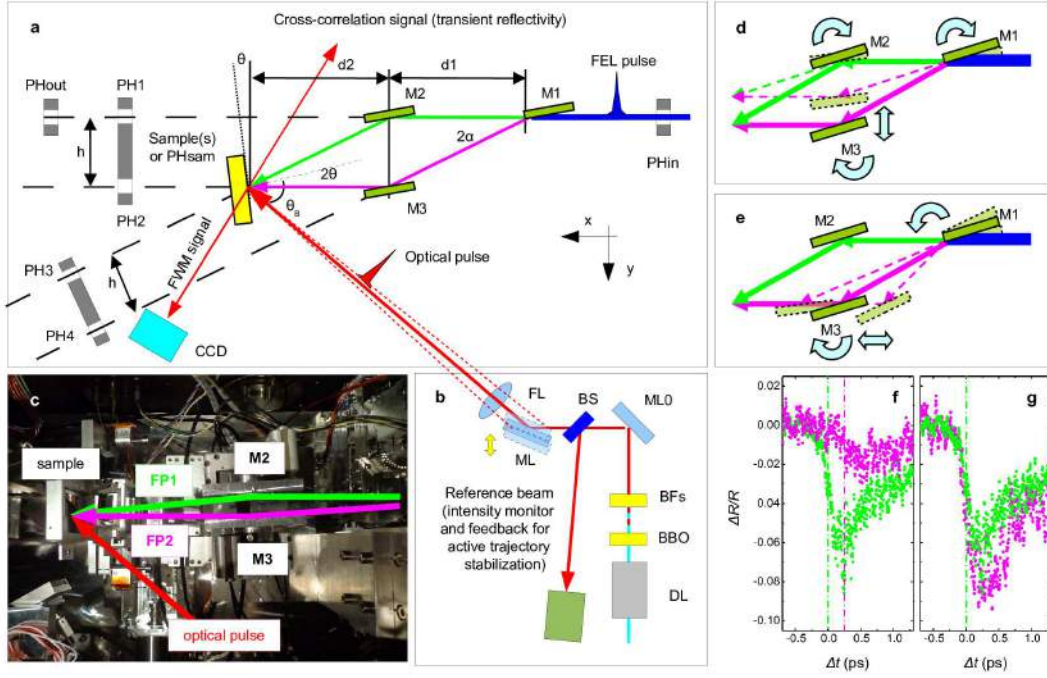 a
Cross-correlation signal (transient reflectivity)
θ
d2
d1
FEL pulse
PHout
PH1
M2
M1
h
Sample(s)
or PHsam
2α
PHin
2θ
θB
M3
PH2
x
y
FWM signal
Optical pulse
PH3
h
PH4
CCD
d
M2
M1
M3
e
M2
M1
M3
c
sample
M2
FP1
FP2
M3
optical pulse
b
FL
BS
ML0
ML
Reference beam
(intensity monitor
and feedback for
active trajectory
stabilization)
BFs
BBO
DL
f
g
ΔR/R
0.02
0.00
-0.02
-0.04
-0.06
-0.08
-0.10
-0.5 0.0 0.5 1.0
-0.5 0.0 0.5 1.0
Δt (ps)
Δt (ps)